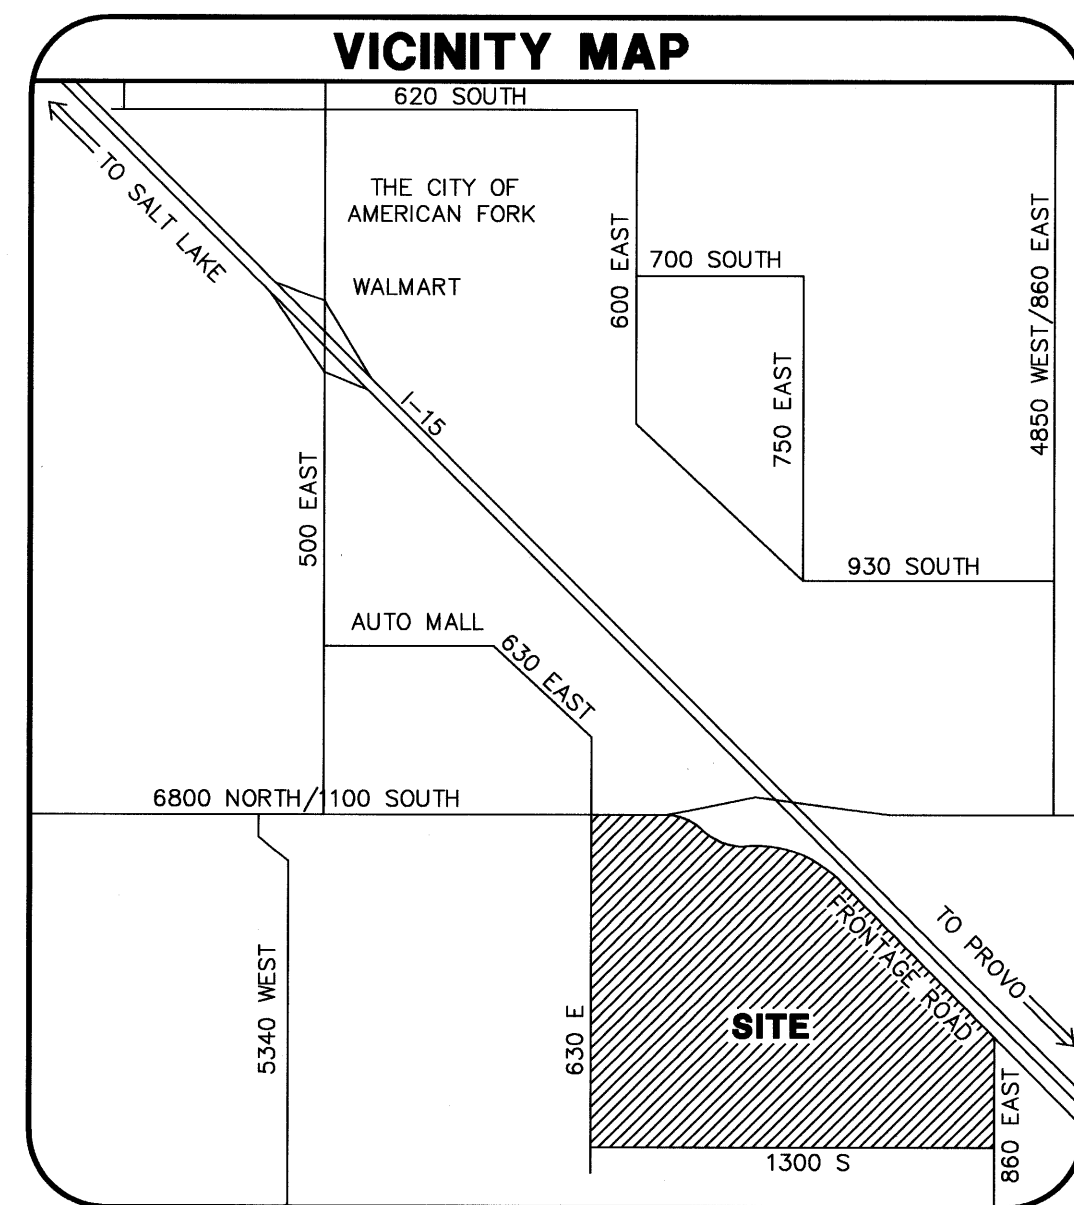 VICINITY MAP
620 SOUTH
TO SALT LAKE
THE CITY OF
AMERICAN FORK
WALMART
600 EAST
700 SOUTH
4850 WEST/860 EAST
750 EAST
I-15
500 EAST
930 SOUTH
AUTO MALL
630 EAST
6800 NORTH/1100 SOUTH
FRONTAGE ROAD
TO PROVO
5340 WEST
630 E
SITE
860 EAST
1300 S